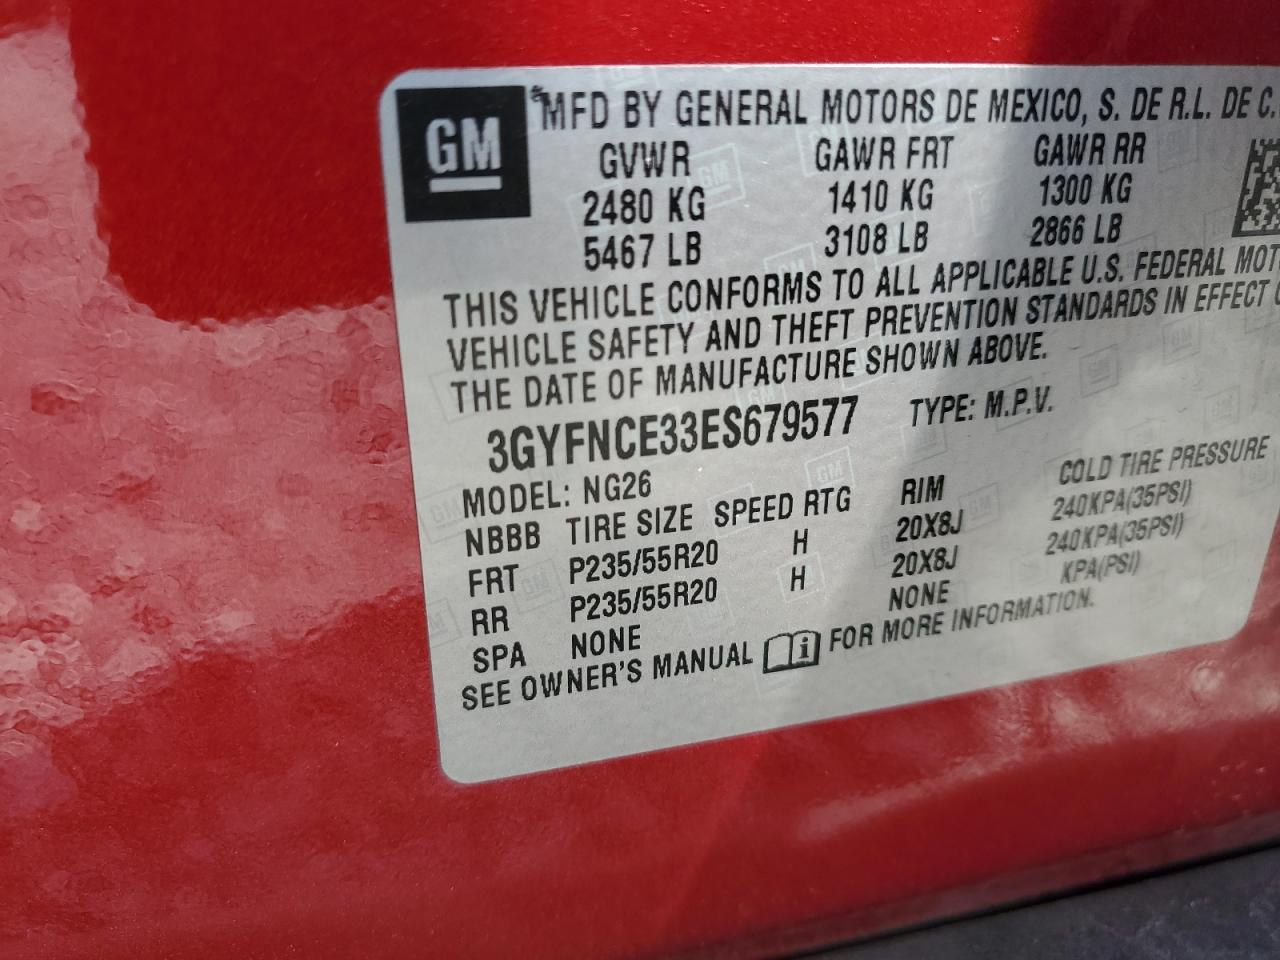 GM
MFD BY GENERAL MOTORS DE MEXICO, S. DE R.L. DE C.
GVWR GAWR FRT GAWR RR
2480 KG 1410 KG 1300 KG
5467 LB 3108 LB 2866 LB
THIS VEHICLE CONFORMS TO ALL APPLICABLE U.S. FEDERAL MOT
VEHICLE SAFETY AND THEFT PREVENTION STANDARDS IN EFFECT
THE DATE OF MANUFACTURE SHOWN ABOVE.
3GYFNCE33ES679577 TYPE: M.P.V.
MODEL: NG26
NBBB TIRE SIZE SPEED RTG RIM COLD TIRE PRESSURE
FRT P235/55R20 H 20X8J 240KPA(35PSI)
RR P235/55R20 H 20X8J 240KPA(35PSI)
SPA NONE NONE KPA(PSI)
SEE OWNER'S MANUAL i FOR MORE INFORMATION.